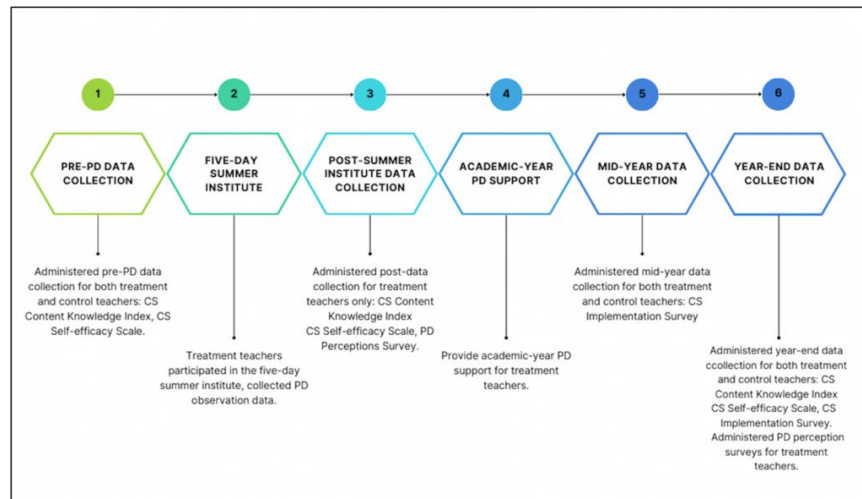 1
2
3
4
5
6
PRE-PD DATA
COLLECTION
FIVE-DAY
SUMMER
INSTITUTE
POST-SUMMER
INSTITUTE DATA
COLLECTION
ACADEMIC-YEAR
PD SUPPORT
MID-YEAR DATA
COLLECTION
YEAR-END DATA
COLLECTION
Administered pre-PD data
collection for both treatment
and control teachers: CS
Content Knowledge Index, CS
Self-efficacy Scale.
Treatment teachers
participated in the five-day
summer institute, collected PD
observation data.
Administered post-data
collection for treatment
teachers only: CS Content
Knowledge Index
CS Self-efficacy Scale, PD
Perceptions Survey.
Provide academic-year PD
support for treatment
teachers.
Administered mid-year data
collection for both treatment
and control teachers: CS
Implementation Survey
Administered year-end data
ccollection for both treatment
and control teachers: CS
Content Knowledge Index
CS Self-efficacy Scale, CS
Implementation Survey.
Administered PD perception
surveys for treatment
teachers.